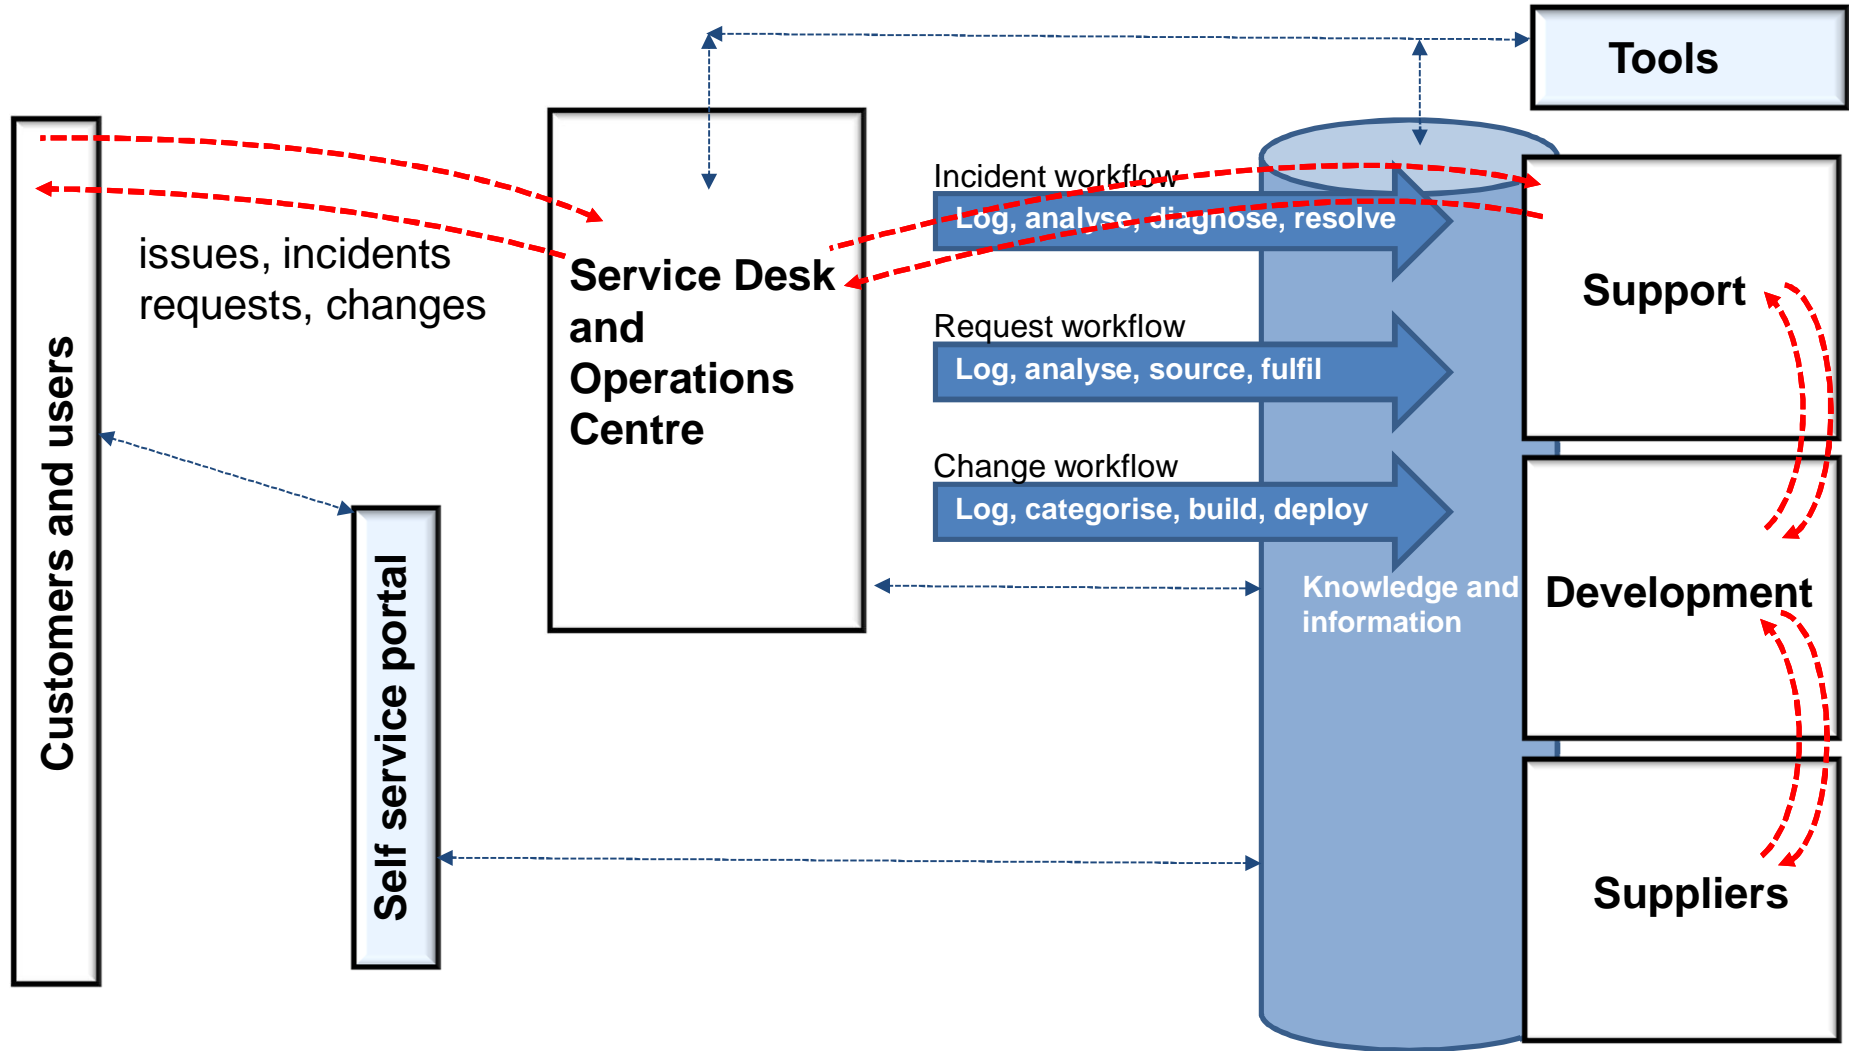 Tools
Customers and users
issues, incidents
requests, changes
Self service portal
Service Desk
and
Operations
Centre
Incident workflow
Log, analyse, diagnose, resolve
Request workflow
Log, analyse, source, fulfil
Change workflow
Log, categorise, build, deploy
Knowledge and
information
Support
Development
Suppliers